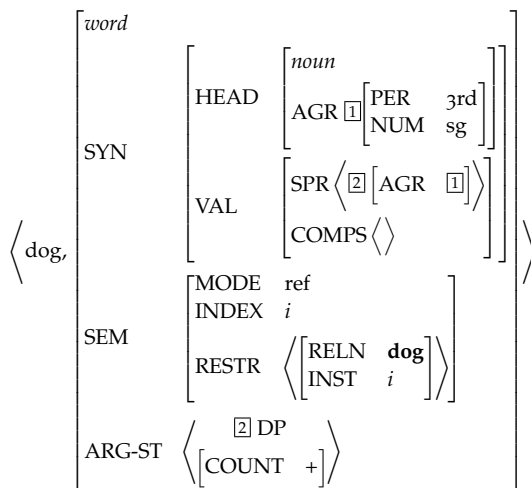 word
noun
HEAD
AGR 1 PER 3rd
NUM sg
SYN
SPR ⟨ 2 [AGR 1] ⟩
VAL
COMPS ⟨⟩
⟨ dog,
MODE ref
INDEX i
SEM
RELN dog
RESTR
INST i
2 DP
ARG-ST
[COUNT +]